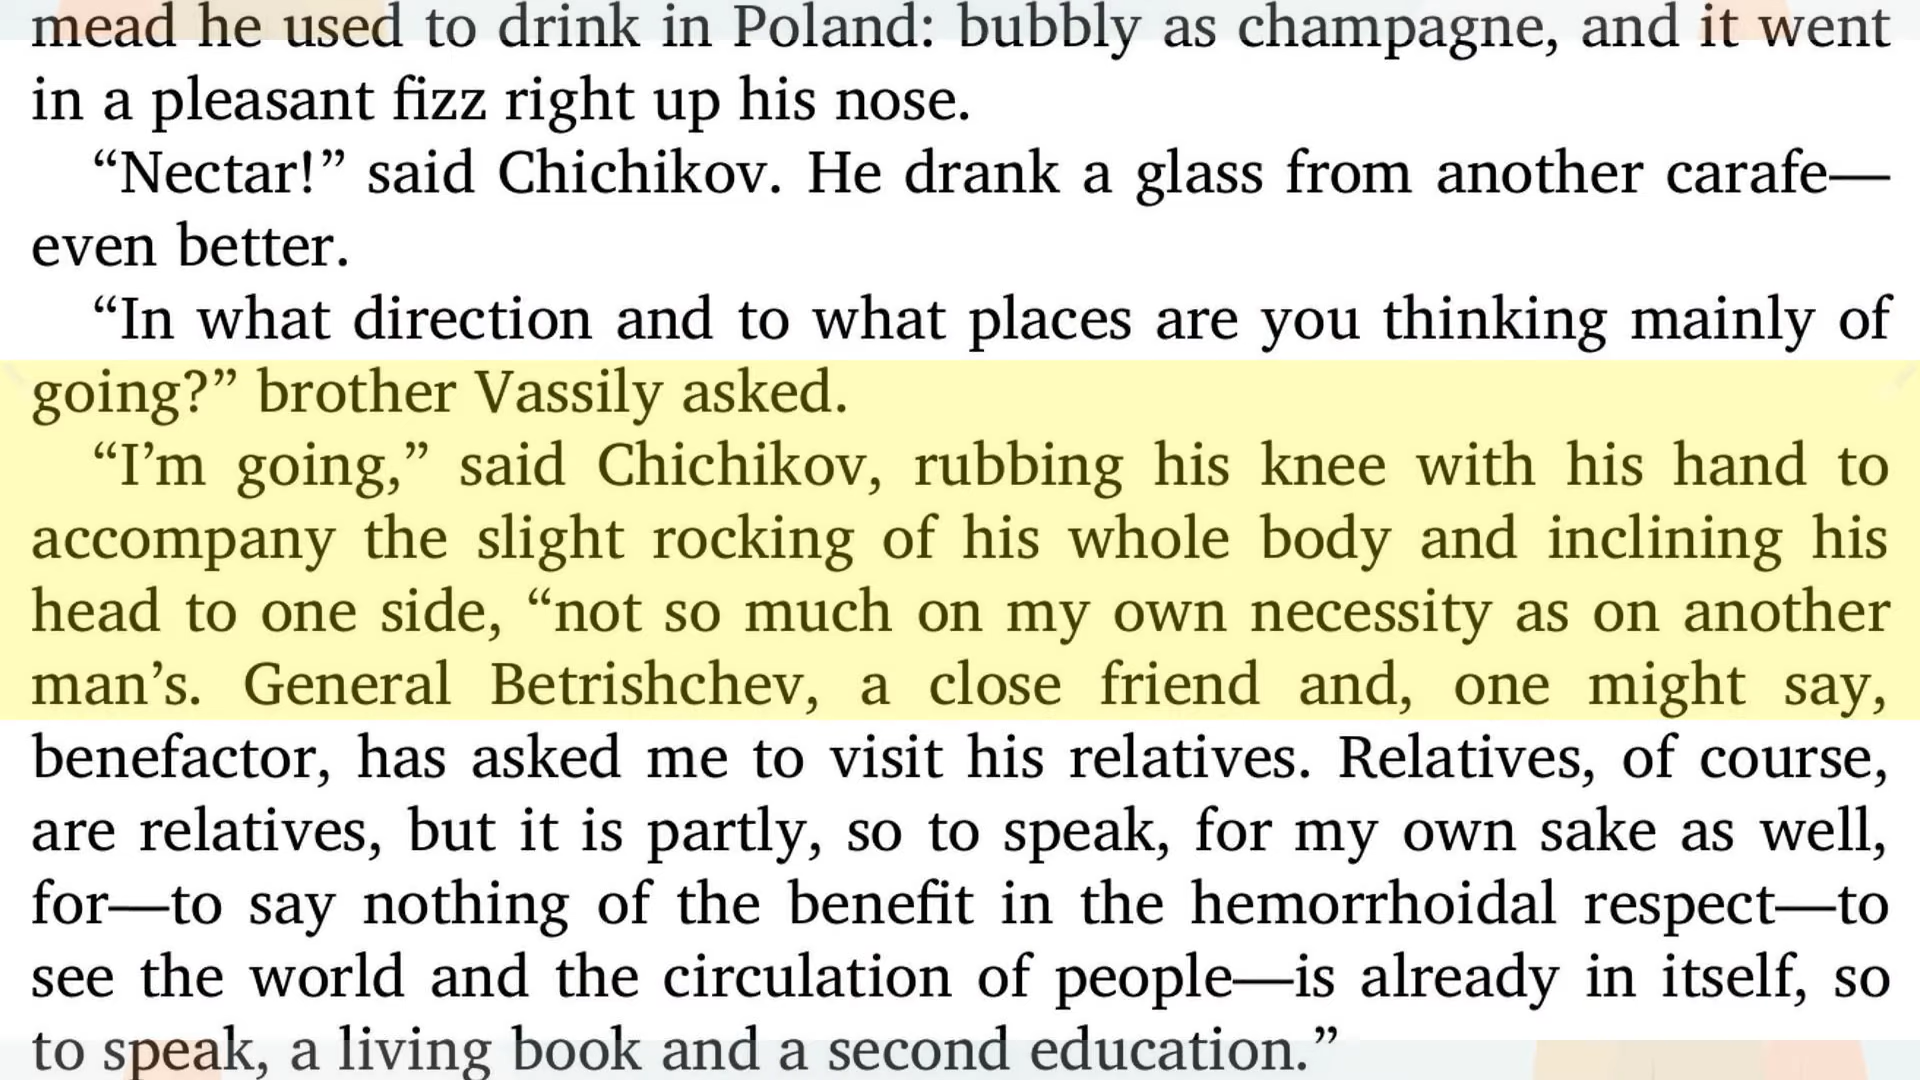 mead he used to drink in Poland: bubbly as champagne, and it went
in a pleasant fizz right up his nose.
“Nectar!” said Chichikov. He drank a glass from another carafe—
even better.
“In what direction and to what places are you thinking mainly of
going?” brother Vassily asked.
“I’m going,” said Chichikov, rubbing his knee with his hand to
accompany the slight rocking of his whole body and inclining his
head to one side, “not so much on my own necessity as on another
man’s. General Betrishchev, a close friend and, one might say,
benefactor, has asked me to visit his relatives. Relatives, of course,
are relatives, but it is partly, so to speak, for my own sake as well,
for—to say nothing of the benefit in the hemorrhoidal respect—to
see the world and the circulation of people—is already in itself, so
to speak, a living book and a second education.”